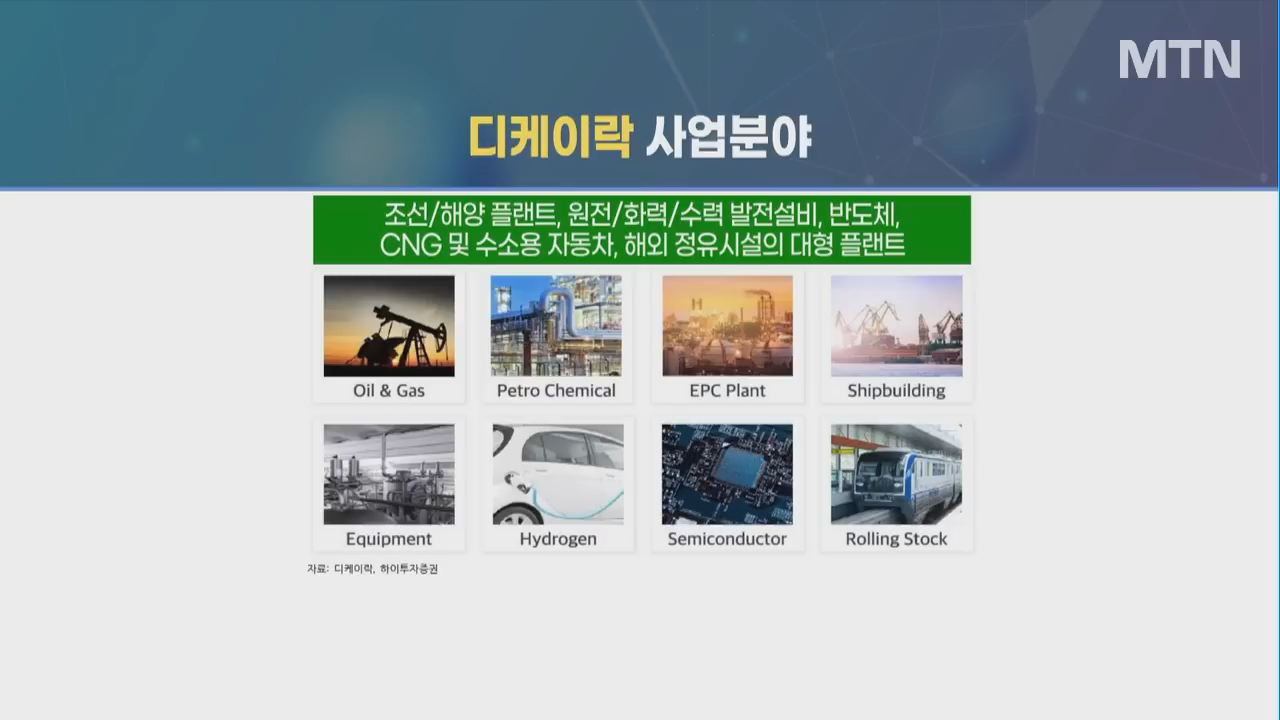 MTN
디케이락 사업분야
조선/해양 플랜트, 원전/화력/수력 발전설비, 반도체,
CNG 및 수소용 자동차, 해외 정유시설의 대형 플랜트
Oil & Gas
Petro Chemical
EPC Plant
Shipbuilding
Equipment
Hydrogen
Semiconductor
Rolling Stock
자료: 디케이락, 하이투자증권